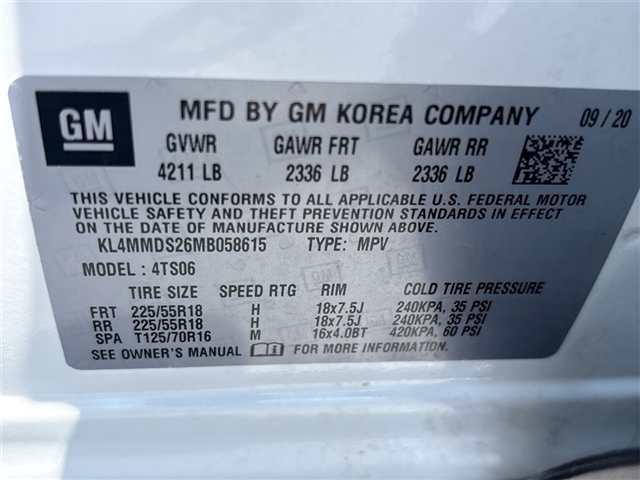 GM
MFD BY GM KOREA COMPANY 09/20
GVWR GAWR FRT GAWR RR
4211 LB 2336 LB 2336 LB
THIS VEHICLE CONFORMS TO ALL APPLICABLE U.S. FEDERAL MOTOR
VEHICLE SAFETY AND THEFT PREVENTION STANDARDS IN EFFECT
ON THE DATE OF MANUFACTURE SHOWN ABOVE.
KL4MMDS26MB058615 TYPE: MPV
MODEL: 4TS06
TIRE SIZE SPEED RTG RIM COLD TIRE PRESSURE
FRT 225/55R18 H 18x7.5J 240KPA, 35 PSI
RR 225/55R18 H 18x7.5J 240KPA, 35 PSI
SPA T125/70R16 M 16x4.0BT 420KPA, 60 PSI
SEE OWNER'S MANUAL FOR MORE INFORMATION.